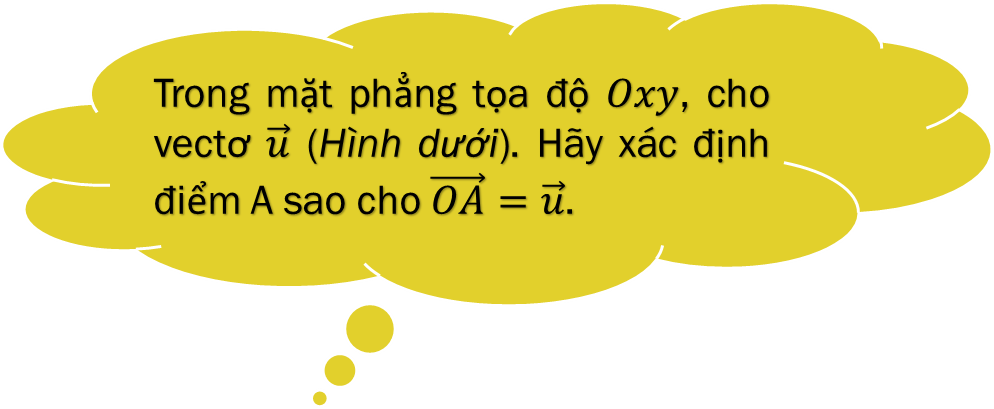 Trong mặt phẳng tọa độ 𝑂𝑥𝑦, cho
vectơ 𝑢⃗ (Hình dưới). Hãy xác định
điểm A sao cho 𝑂𝐴⃗ = 𝑢⃗.